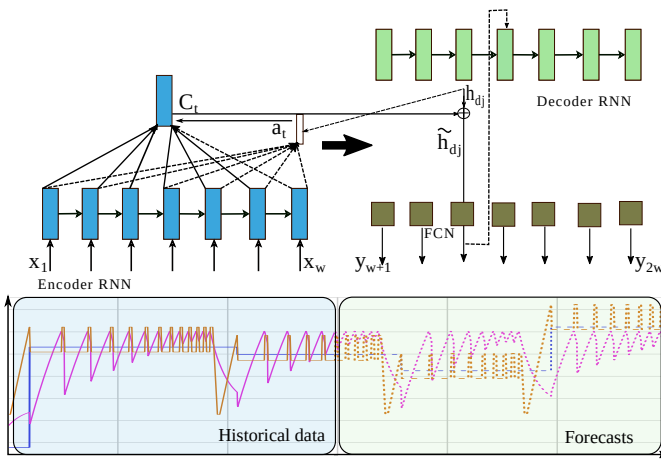 C_t
a_t
h_dj
Decoder RNN
h̃_dj
FCN
x_1
x_w
y_w+1
y_2w
Encoder RNN
Historical data
Forecasts